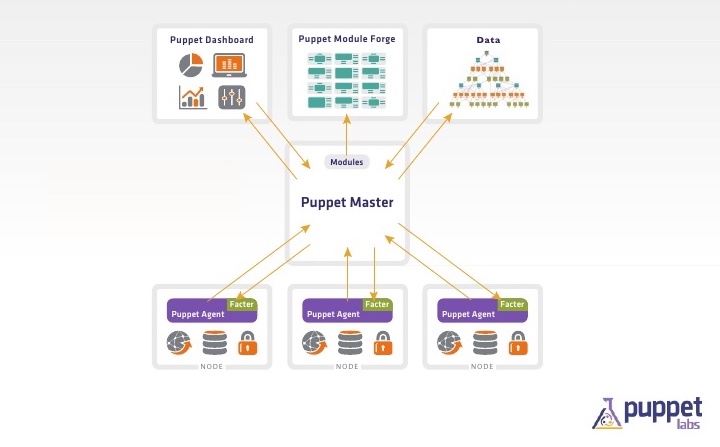 Puppet Dashboard
Puppet Module Forge
Data
Modules
Puppet Master
Facter
Puppet Agent
NODE
Facter
Puppet Agent
NODE
Facter
Puppet Agent
NODE
puppet
labs